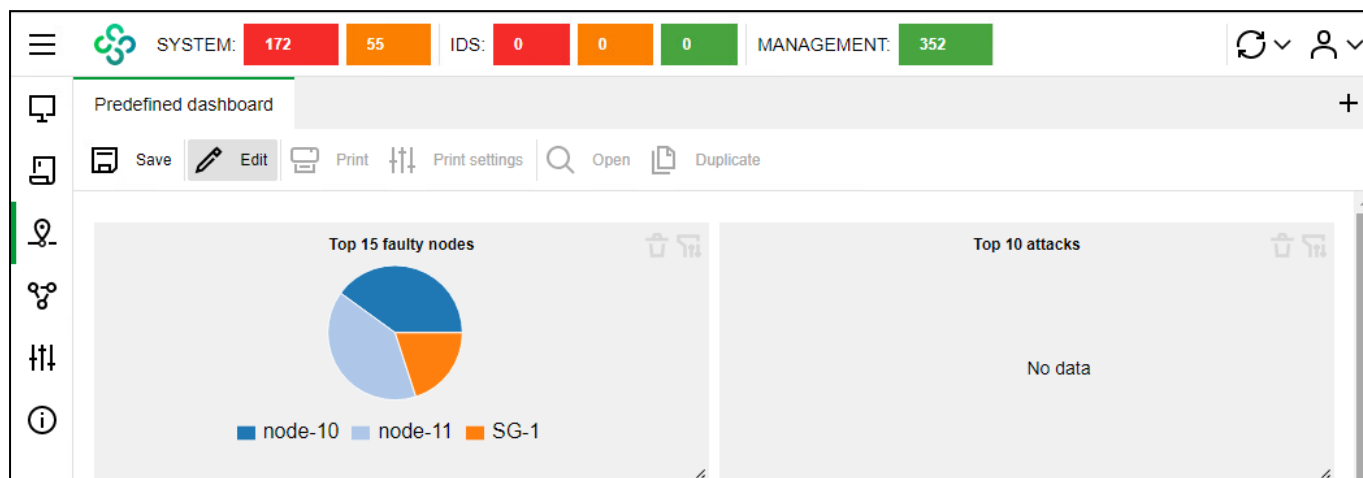 SYSTEM: 172 55 IDS: 0 0 0 MANAGEMENT: 352
Predefined dashboard
Save Edit Print Print settings Open Duplicate
Top 15 faulty nodes
node-10 node-11 SG-1
Top 10 attacks
No data